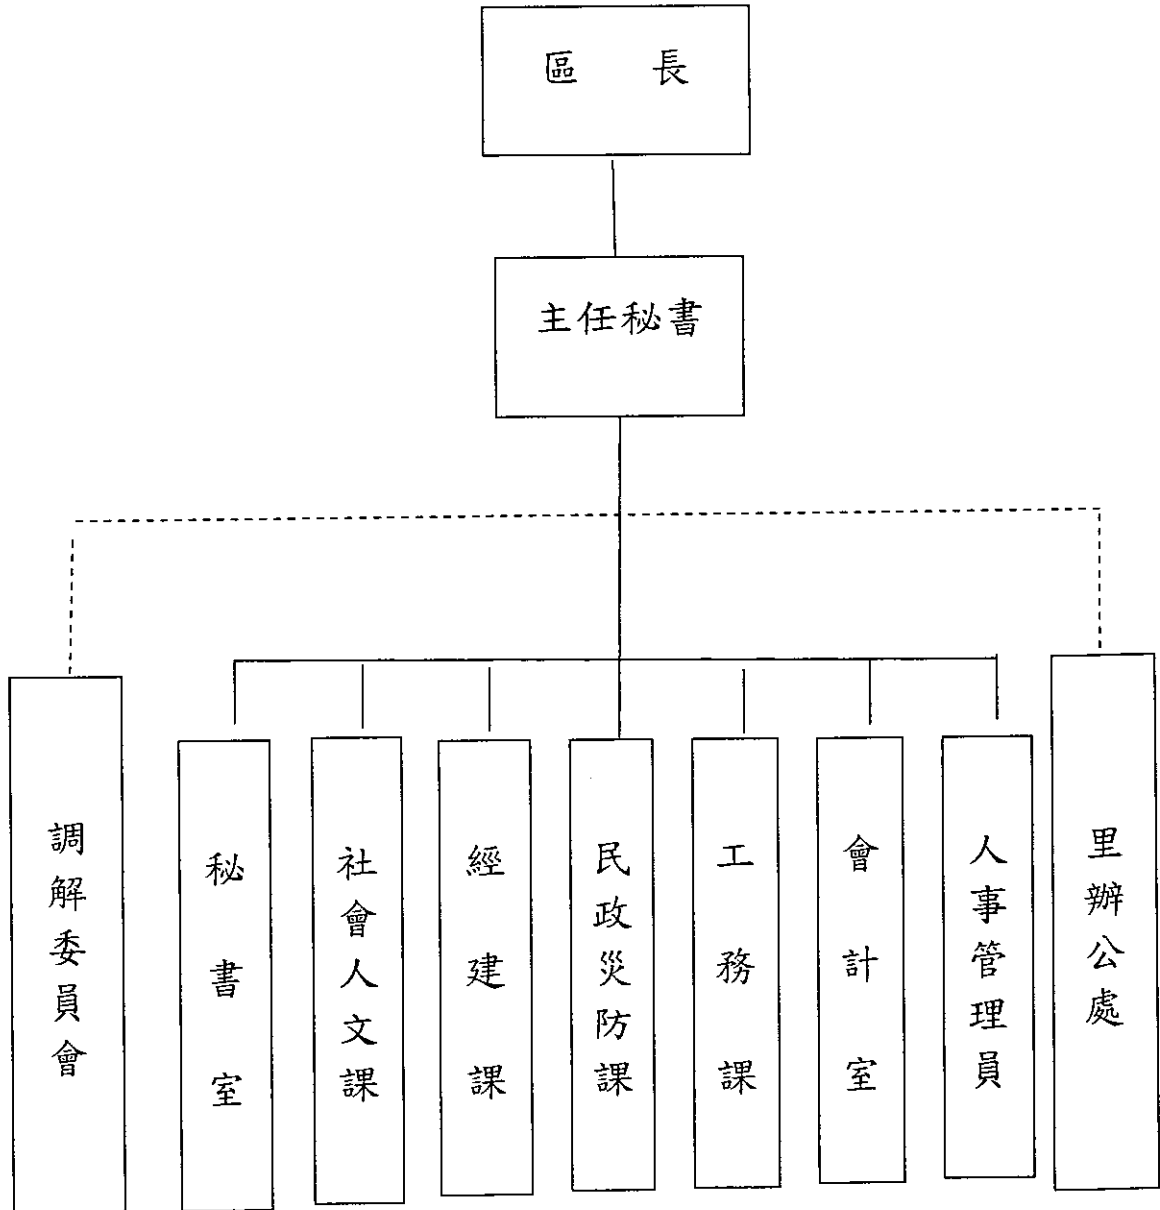 區 長
主任秘書
調解委員會
秘書室
社會人文課
經建課
民政災防課
工務課
會計室
人事管理員
里辦公處